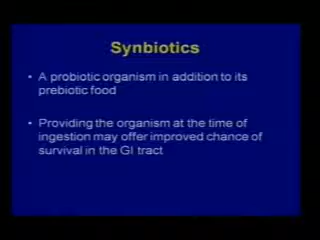 Synbiotics
• A probiotic organism in addition to its
prebiotic food
• Providing the organism at the time of
ingestion may offer improved chance of
survival in the GI tract